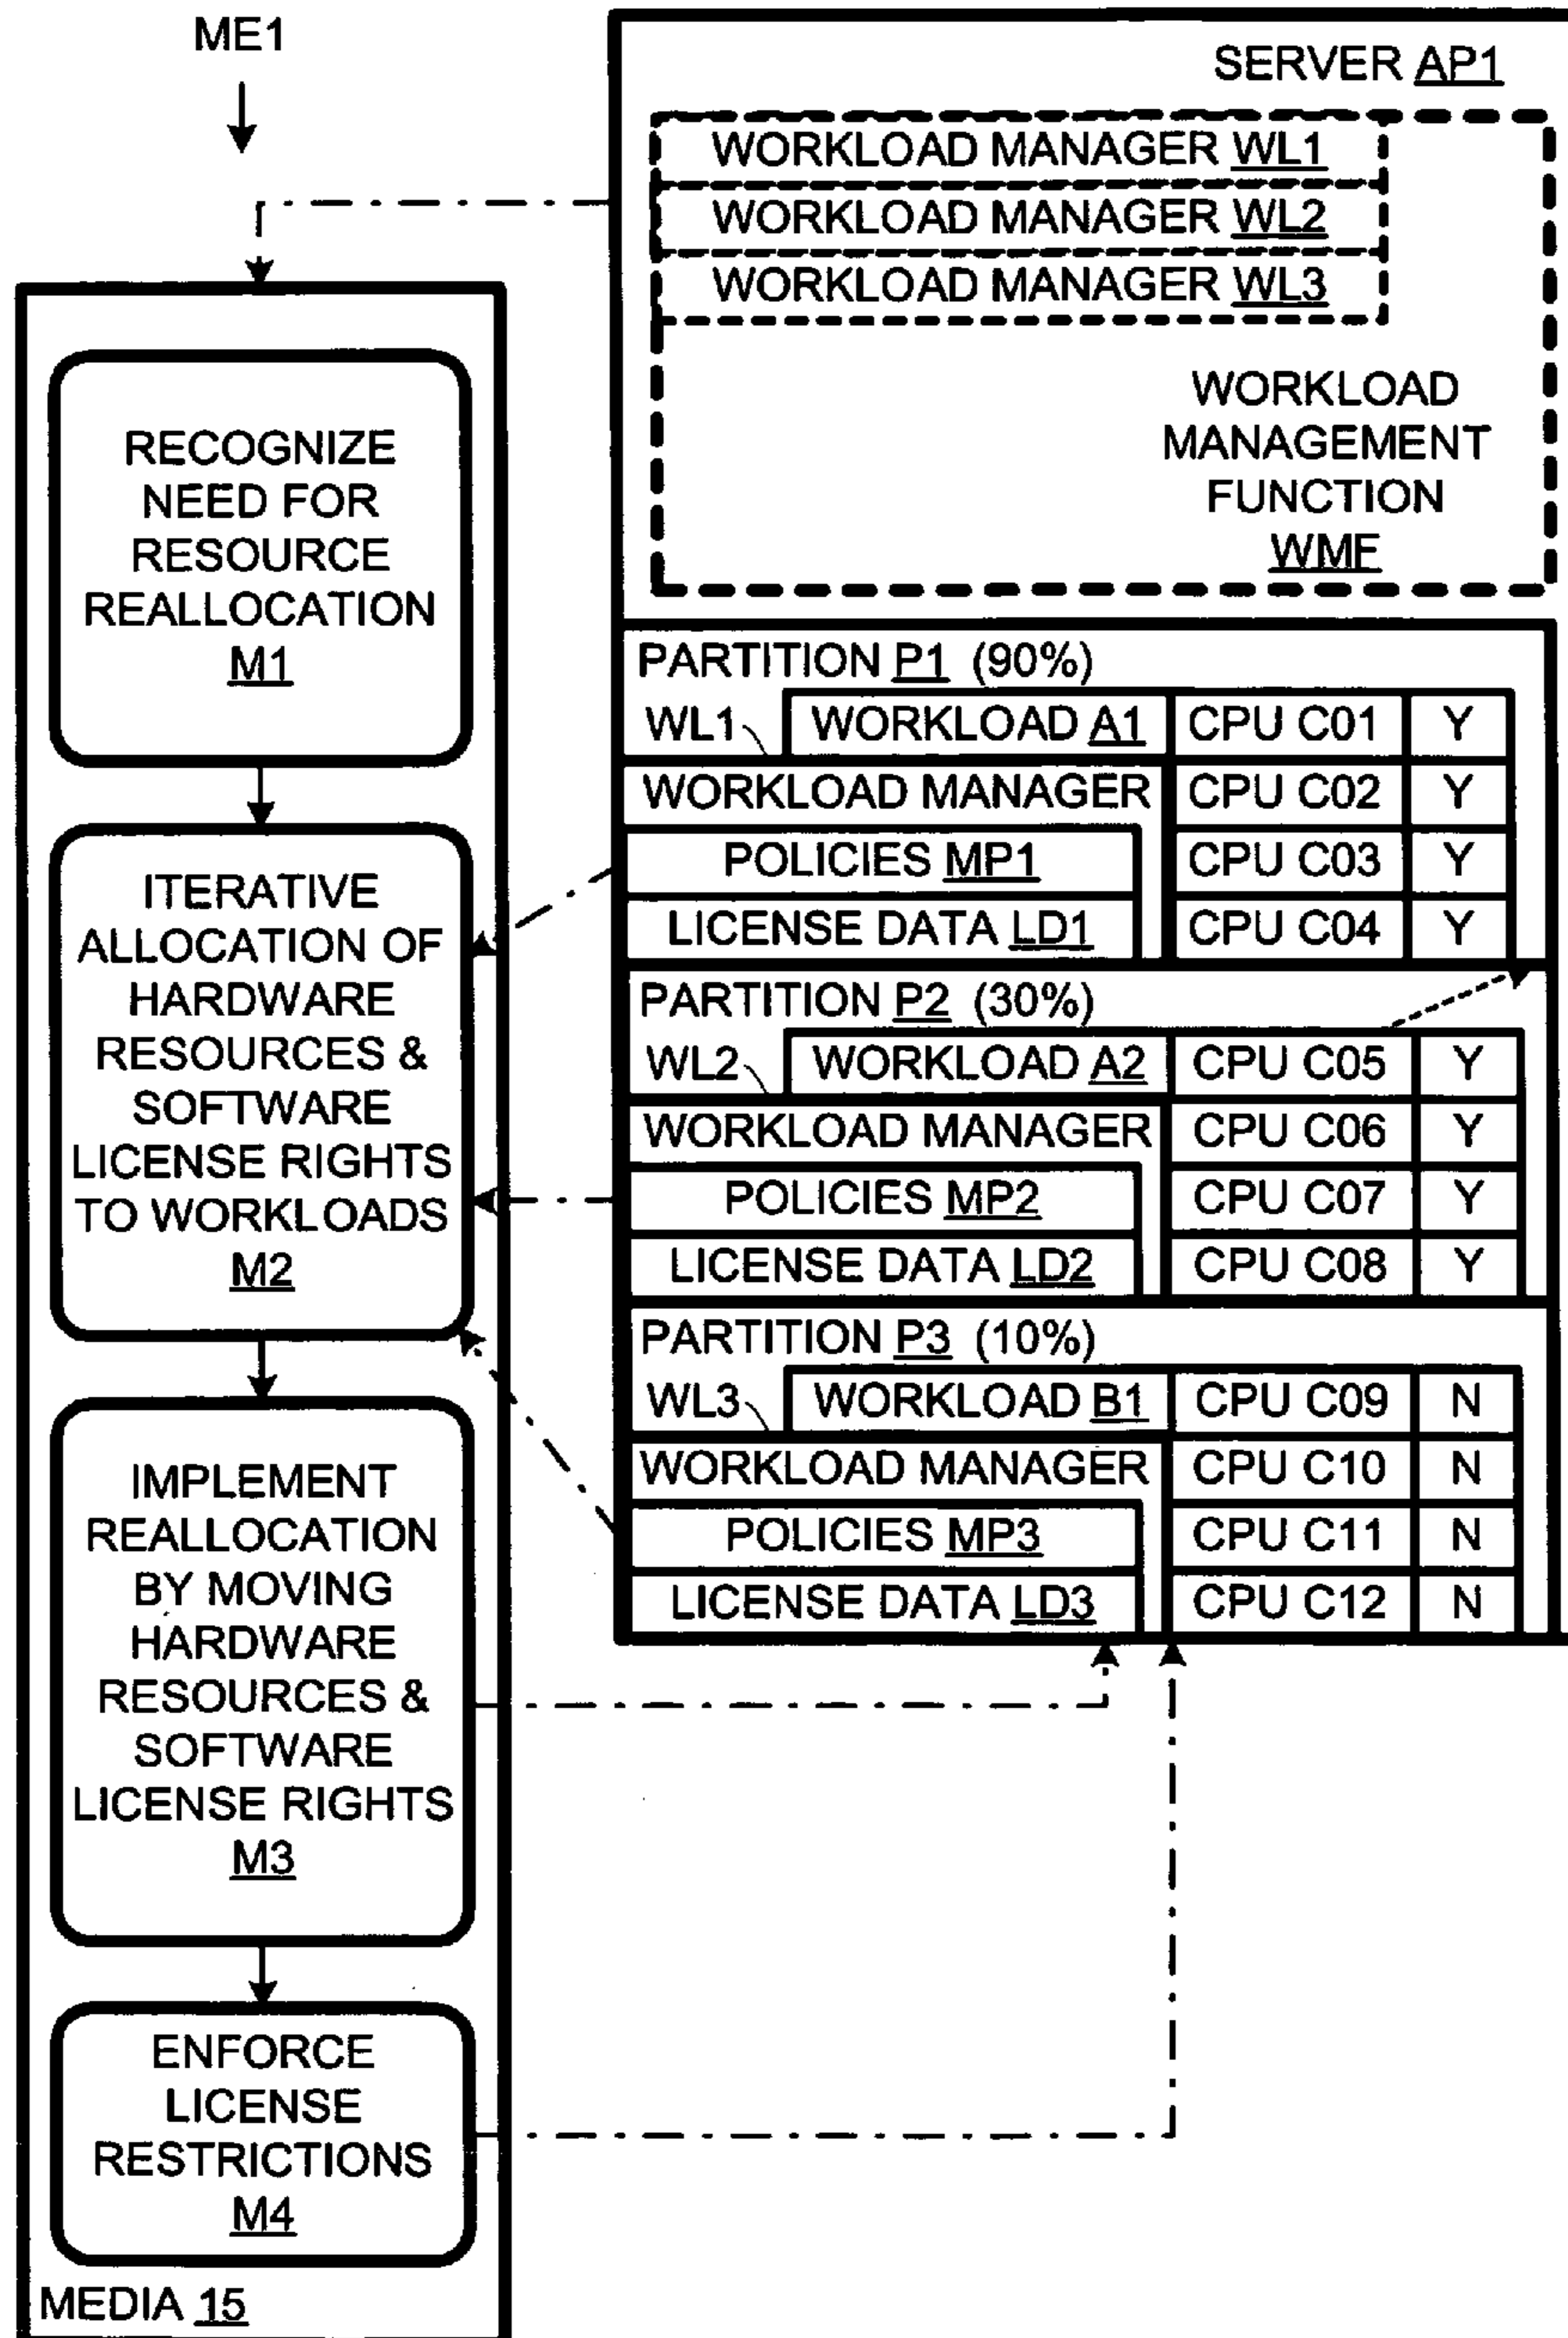 ME1
RECOGNIZE
NEED FOR
RESOURCE
REALLOCATION
M1
ITERATIVE
ALLOCATION OF
HARDWARE
RESOURCES &
SOFTWARE
LICENSE RIGHTS
TO WORKLOADS
M2
IMPLEMENT
REALLOCATION
BY MOVING
HARDWARE
RESOURCES &
SOFTWARE
LICENSE RIGHTS
M3
ENFORCE
LICENSE
RESTRICTIONS
M4
MEDIA 15
SERVER AP1
WORKLOAD MANAGER WL1
WORKLOAD MANAGER WL2
WORKLOAD MANAGER WL3
WORKLOAD
MANAGEMENT
FUNCTION
WMF
PARTITION P1 (90%)
WL1 WORKLOAD A1 CPU C01 Y
WORKLOAD MANAGER CPU C02 Y
POLICIES MP1 CPU C03 Y
LICENSE DATA LD1 CPU C04 Y
PARTITION P2 (30%)
WL2 WORKLOAD A2 CPU C05 Y
WORKLOAD MANAGER CPU C06 Y
POLICIES MP2 CPU C07 Y
LICENSE DATA LD2 CPU C08 Y
PARTITION P3 (10%)
WL3 WORKLOAD B1 CPU C09 N
WORKLOAD MANAGER CPU C10 N
POLICIES MP3 CPU C11 N
LICENSE DATA LD3 CPU C12 N